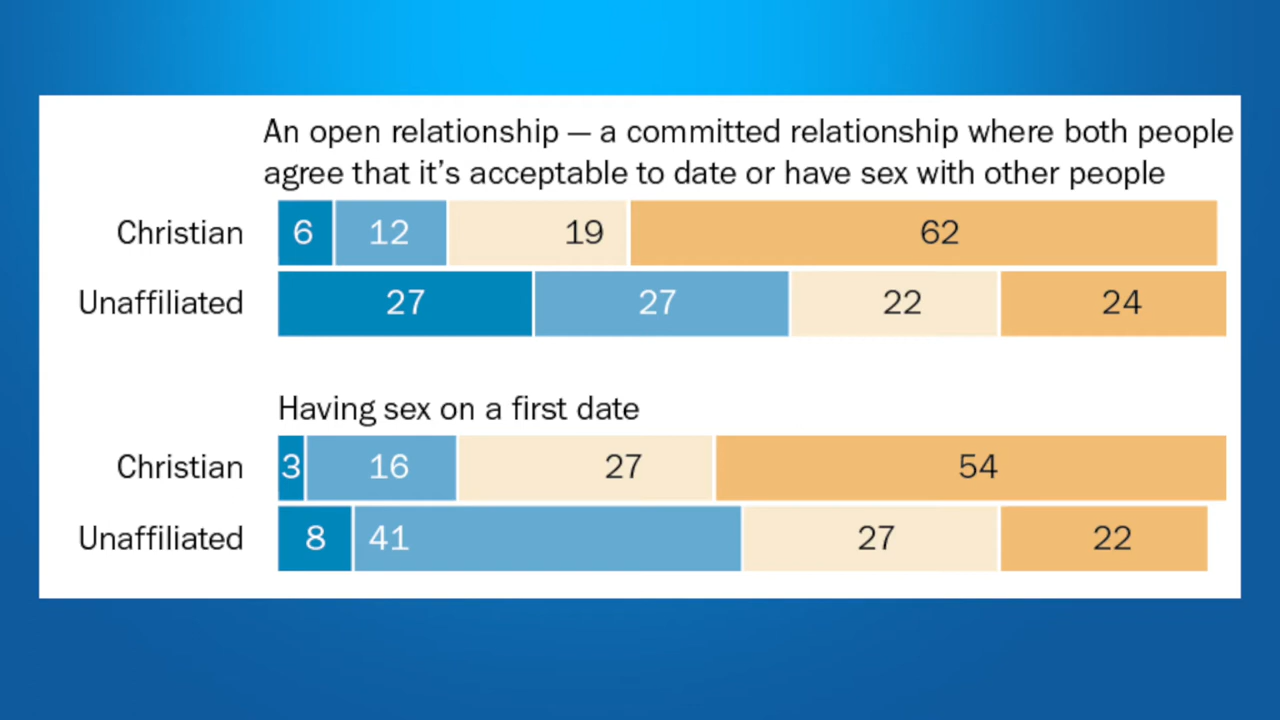 An open relationship — a committed relationship where both people
agree that it's acceptable to date or have sex with other people
Christian 6 12 19 62
Unaffiliated 27 27 22 24
Having sex on a first date
Christian 3 16 27 54
Unaffiliated 8 41 27 22